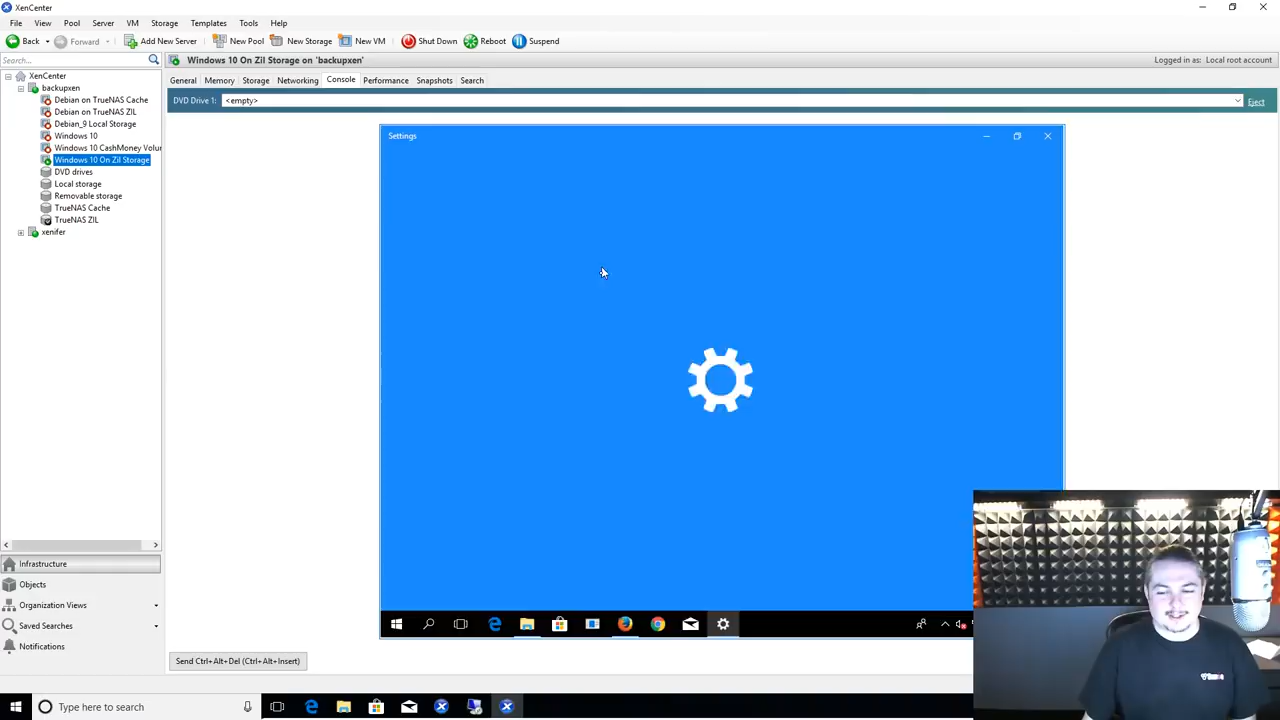 XenCenter
File View Pool Server VM Storage Templates Tools Help
Back Forward Add New Server New Pool New Storage New VM Shut Down Reboot Suspend
Search...
Windows 10 On Zil Storage on 'backupxen'
Logged in as: Local root account
XenCenter
backupxen
Debian on TrueNAS Cache
Debian on TrueNAS ZIL
Debian_9 Local Storage
Windows 10
Windows 10 CashMoney Volu
Windows 10 On Zil Storage
DVD drives
Local storage
Removable storage
TrueNAS Cache
TrueNAS ZIL
xenifer
General Memory Storage Networking Console Performance Snapshots Search
DVD Drive 1: <empty> Eject
Settings
Infrastructure
Objects
Organization Views
Saved Searches
Notifications
Send Ctrl+Alt+Del (Ctrl+Alt+Insert)
Type here to search